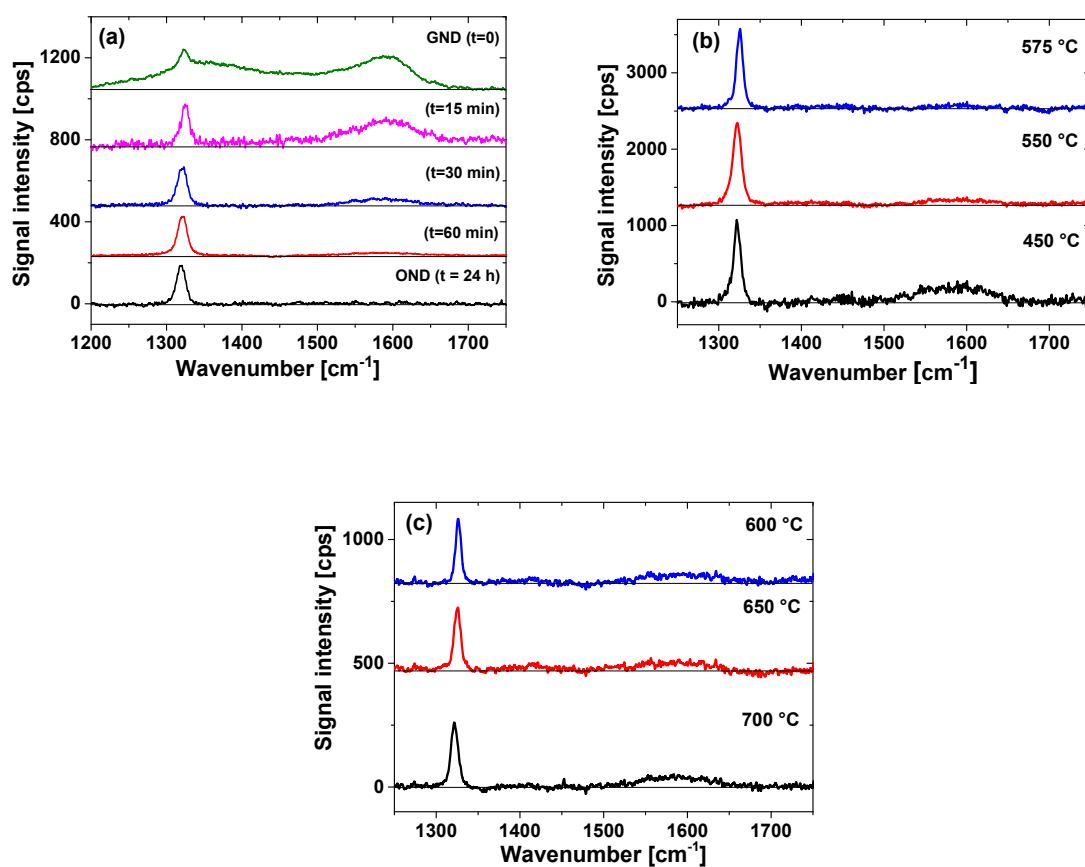 (a)
GND (t=0)
(t=15 min)
(t=30 min)
(t=60 min)
OND (t = 24 h)
1200
800
400
0
Signal intensity [cps]
1200 1300 1400 1500 1600 1700
Wavenumber [cm⁻¹]
(b)
575 °C
550 °C
450 °C
3500
2500
1000
0
Signal intensity [cps]
1300 1400 1500 1600 1700
Wavenumber [cm⁻¹]
(c)
600 °C
650 °C
700 °C
1000
500
0
Signal intensity [cps]
1300 1400 1500 1600 1700
Wavenumber [cm⁻¹]